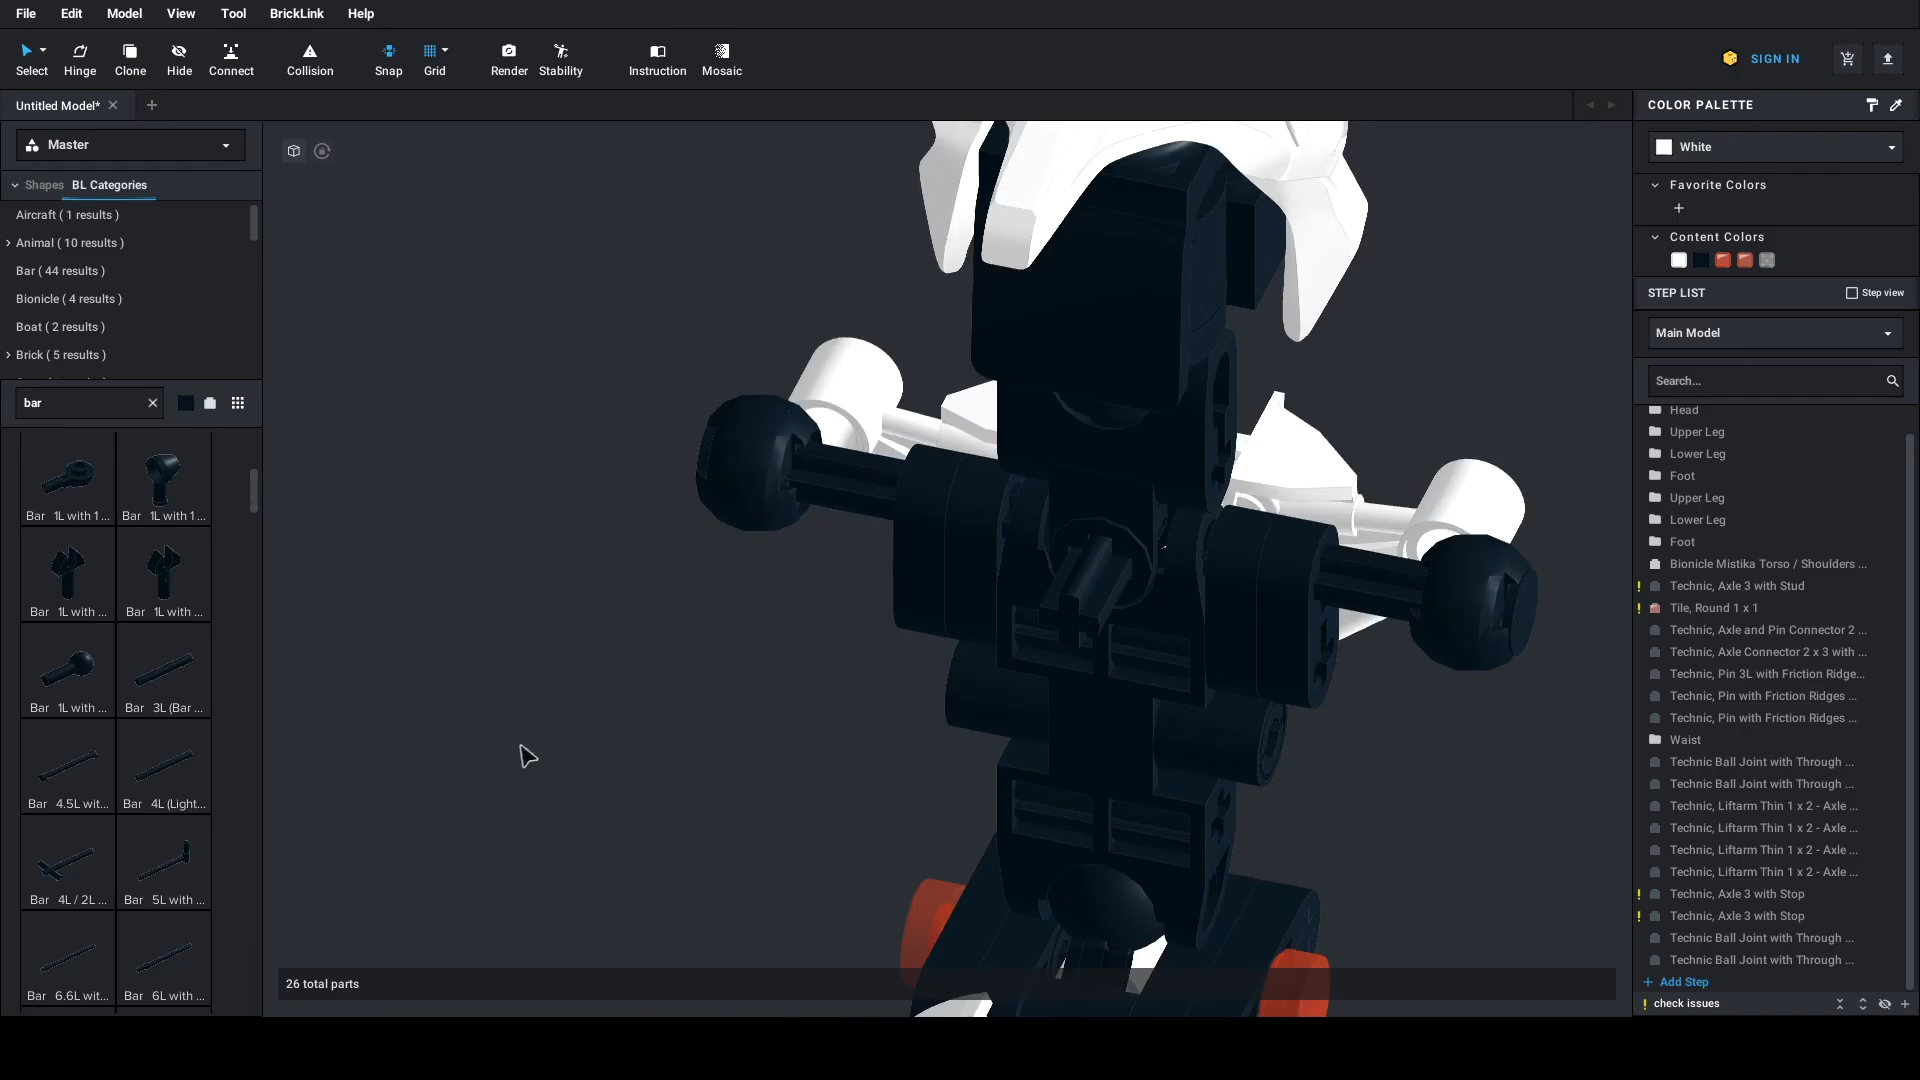 File Edit Model View Tool BrickLink Help
Select Hinge Clone Hide Connect Collision Snap Grid Render Stability Instruction Mosaic SIGN IN
Untitled Model*
COLOR PALETTE
Master
White
Shapes BL Categories
Favorite Colors
Aircraft ( 1 results )
Animal ( 10 results )
Content Colors
Bar ( 44 results )
Bionicle ( 4 results )
STEP LIST Step view
Boat ( 2 results )
Main Model
Brick ( 5 results )
Search...
bar
Head
Upper Leg
Lower Leg
Foot
Upper Leg
Lower Leg
Foot
Bionicle Mistika Torso / Shoulders ...
Technic, Axle 3 with Stud
Tile, Round 1 x 1
Technic, Axle and Pin Connector 2 ...
Technic, Axle Connector 2 x 3 with ...
Technic, Pin 3L with Friction Ridge...
Technic, Pin with Friction Ridges ...
Technic, Pin with Friction Ridges ...
Waist
Technic Ball Joint with Through ...
Technic Ball Joint with Through ...
Technic, Liftarm Thin 1 x 2 - Axle ...
Technic, Liftarm Thin 1 x 2 - Axle ...
Technic, Liftarm Thin 1 x 2 - Axle ...
Technic, Liftarm Thin 1 x 2 - Axle ...
Technic, Axle 3 with Stop
Technic, Axle 3 with Stop
Technic Ball Joint with Through ...
Technic Ball Joint with Through ...
+ Add Step
! check issues
Bar 1L with 1 ... Bar 1L with 1 ...
Bar 1L with ... Bar 1L with ...
Bar 1L with ... Bar 3L (Bar ...
Bar 4.5L wit... Bar 4L (Light...
Bar 4L / 2L ... Bar 5L with ...
Bar 6.6L wit... Bar 6L with ...
26 total parts